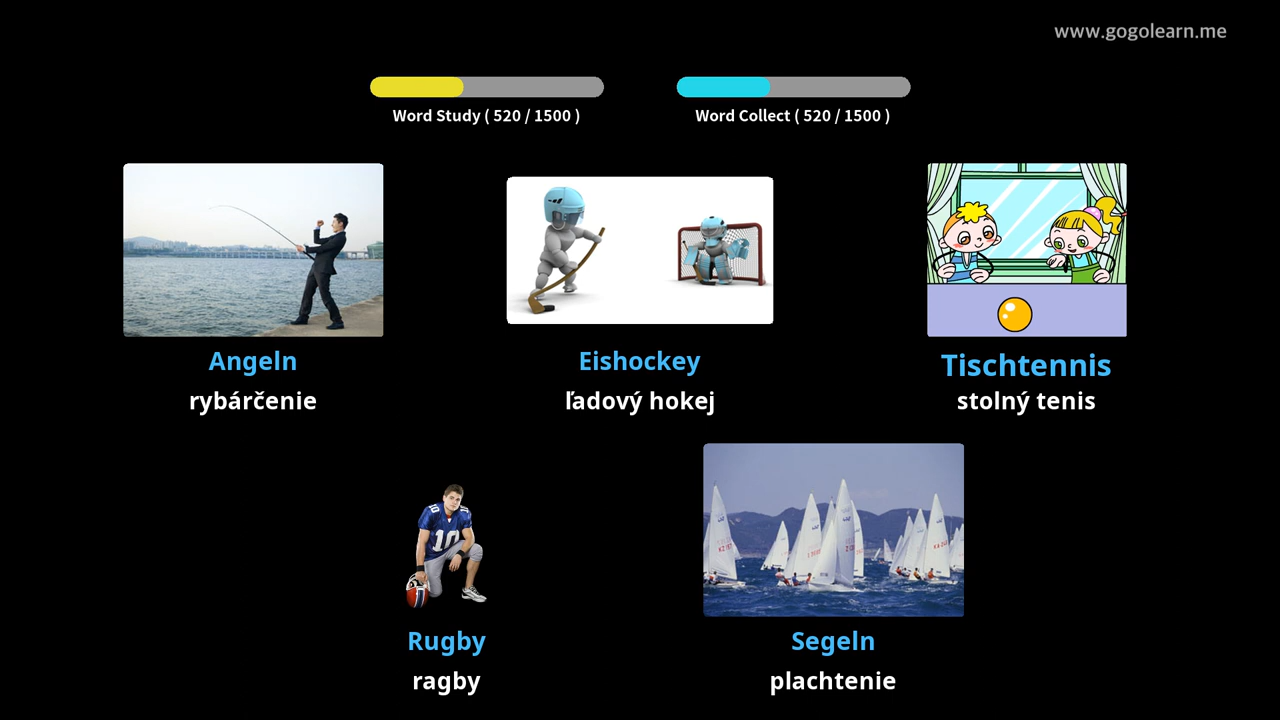 www.gogolearn.me
Word Study ( 520 / 1500 )
Word Collect ( 520 / 1500 )
Angeln
rybárčenie
Eishockey
ľadový hokej
Tischtennis
stolný tenis
10
Rugby
ragby
Segeln
plachtenie